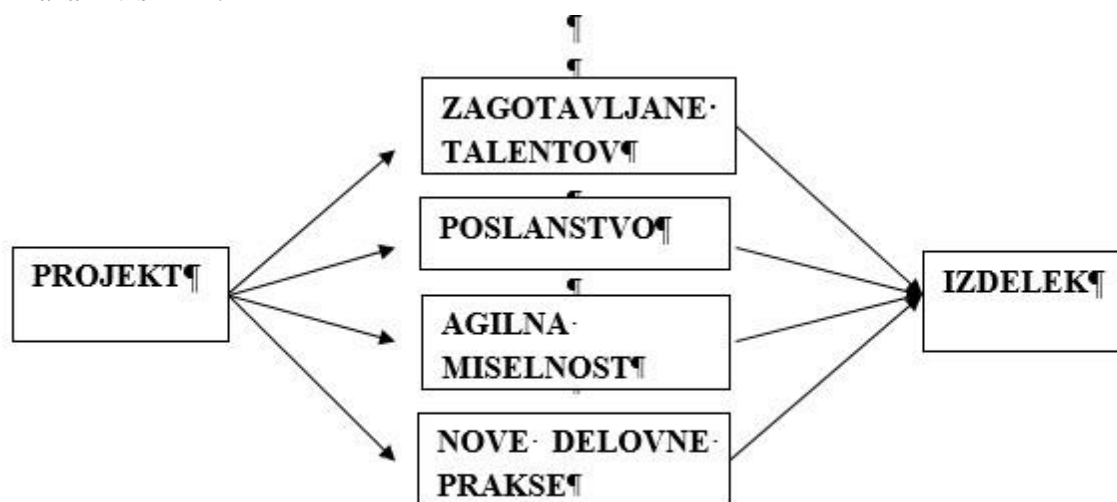 ZAGOTAVLJANE
TALENTOV¶
POSLANSTVO¶
PROJEKT¶
IZDELEK¶
AGILNA
MISELNOST¶
NOVE DELOVNE
PRAKSE¶